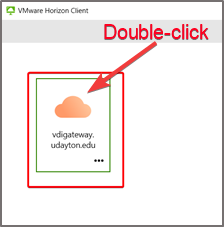 VMware Horizon Client
Double-click
vdigateway.
udayton.edu